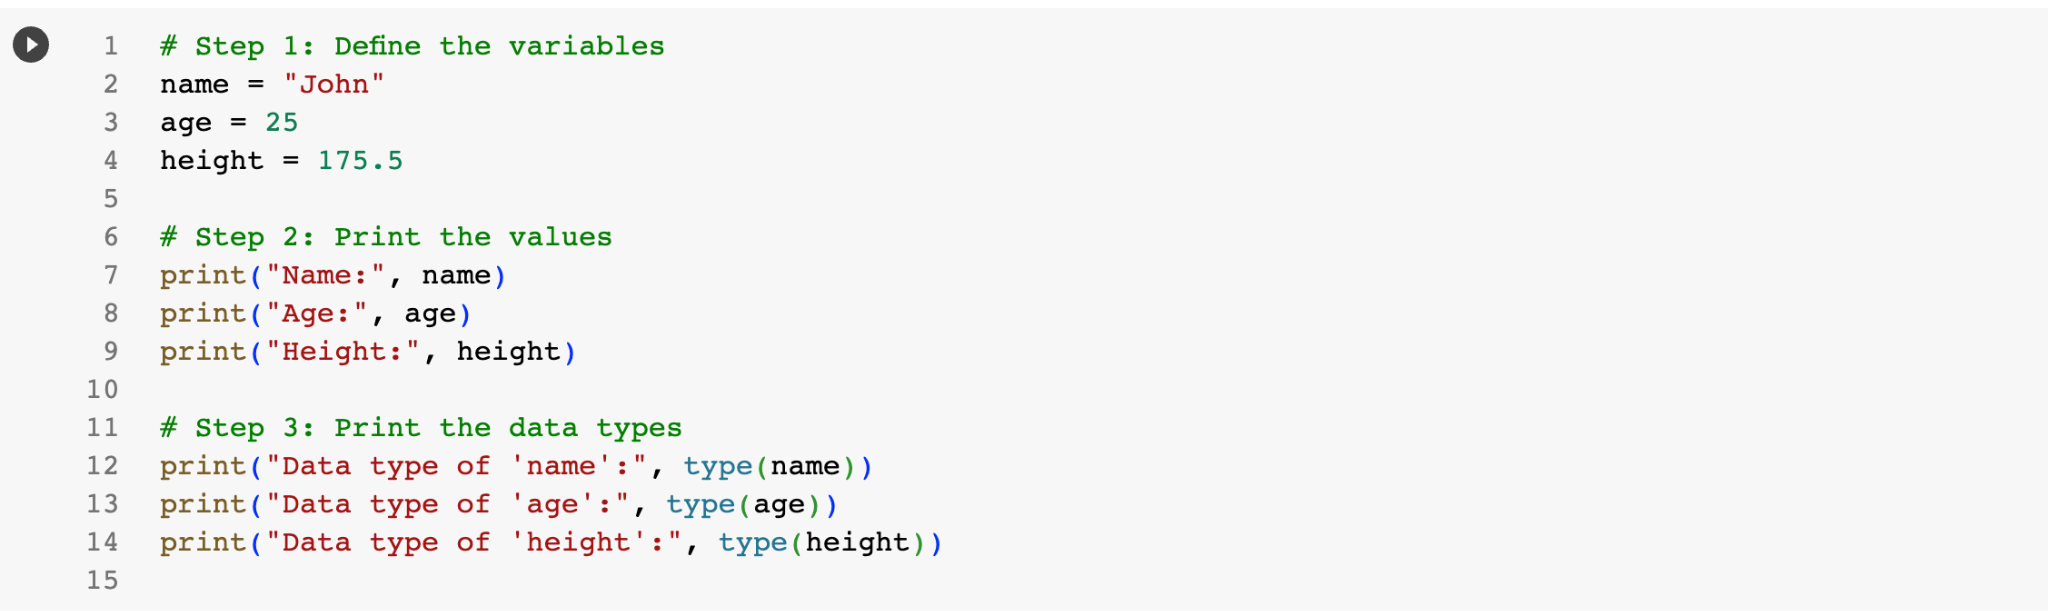 1 # Step 1: Define the variables
2 name = "John"
3 age = 25
4 height = 175.5
5
6 # Step 2: Print the values
7 print("Name:", name)
8 print("Age:", age)
9 print("Height:", height)
10
11 # Step 3: Print the data types
12 print("Data type of 'name':", type(name))
13 print("Data type of 'age':", type(age))
14 print("Data type of 'height':", type(height))
15